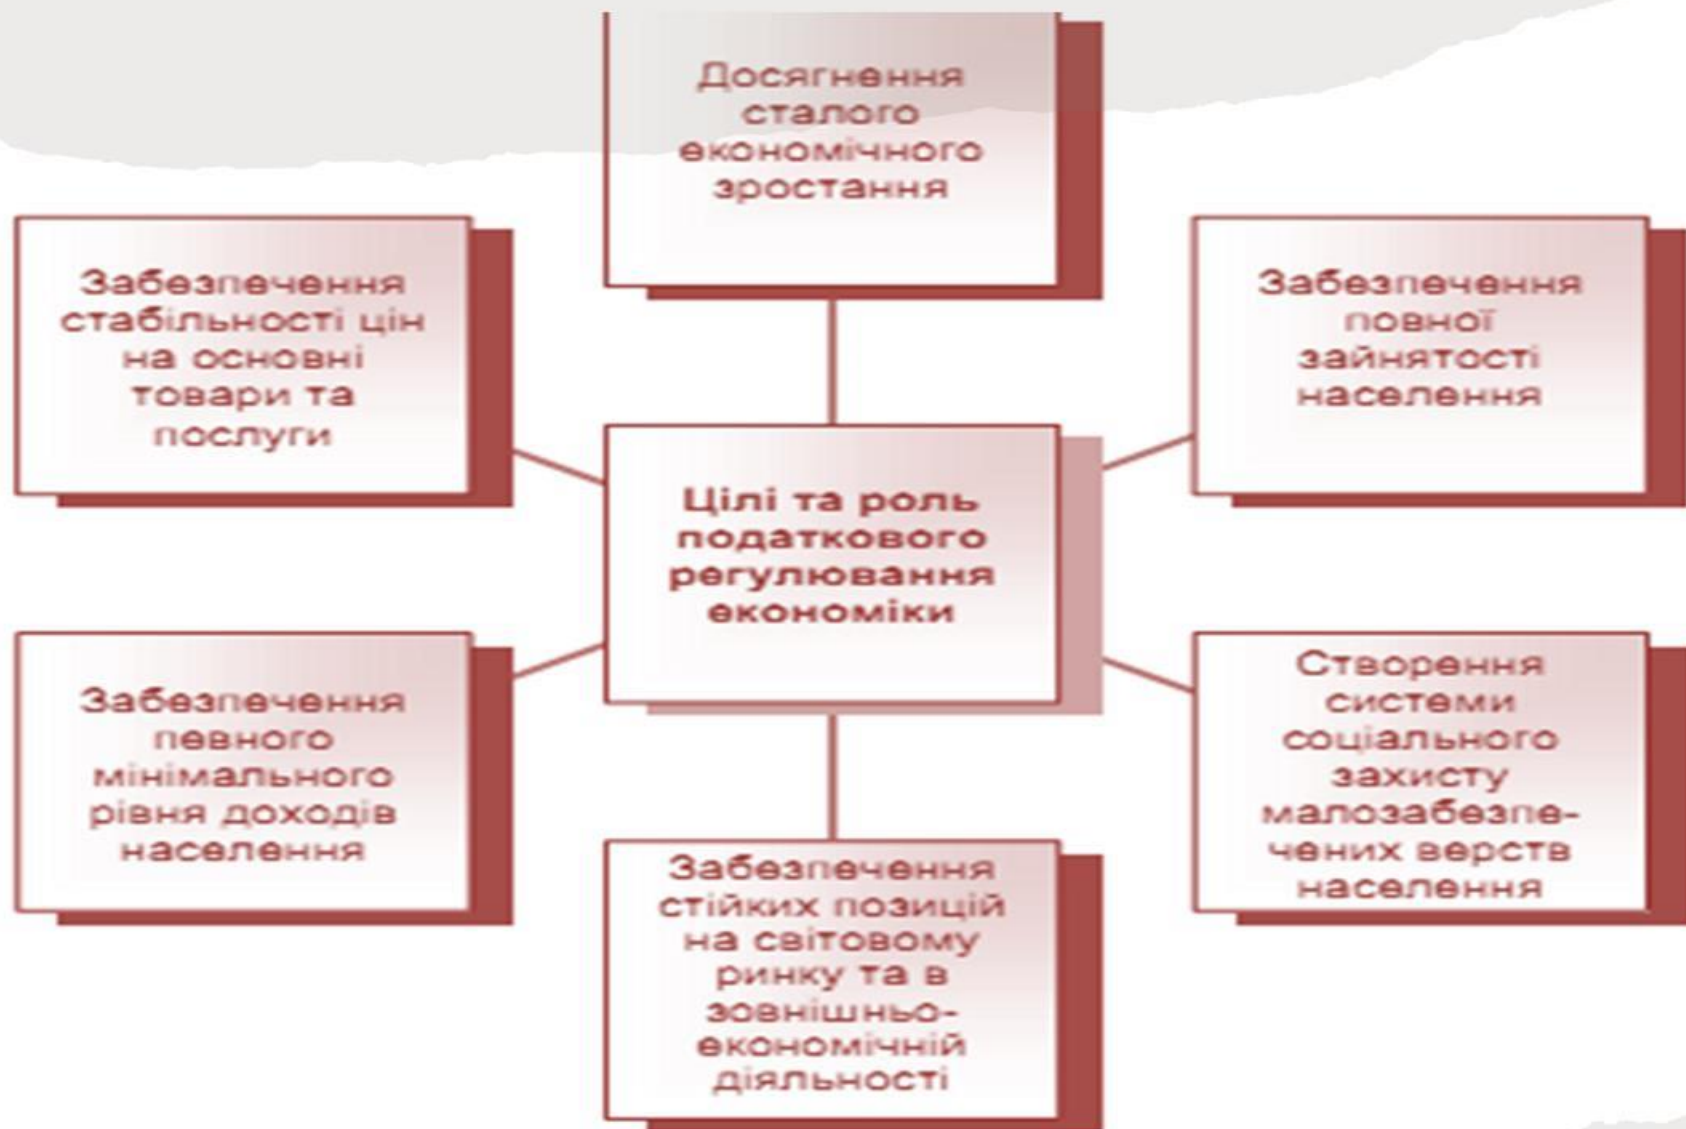 Досягнення
сталого
економічного
зростання
Забезпечення
стабільності цін
на основні
товари та
послуги
Забезпечення
повної
зайнятості
населення
Цілі та роль
податкового
регулювання
економіки
Забезпечення
певного
мінімального
рівня доходів
населення
Створення
системи
соціального
захисту
малозабезпе-
чених верств
населення
Забезпечення
стійких позицій
на світовому
ринку та в
зовнішньо-
економічній
діяльності